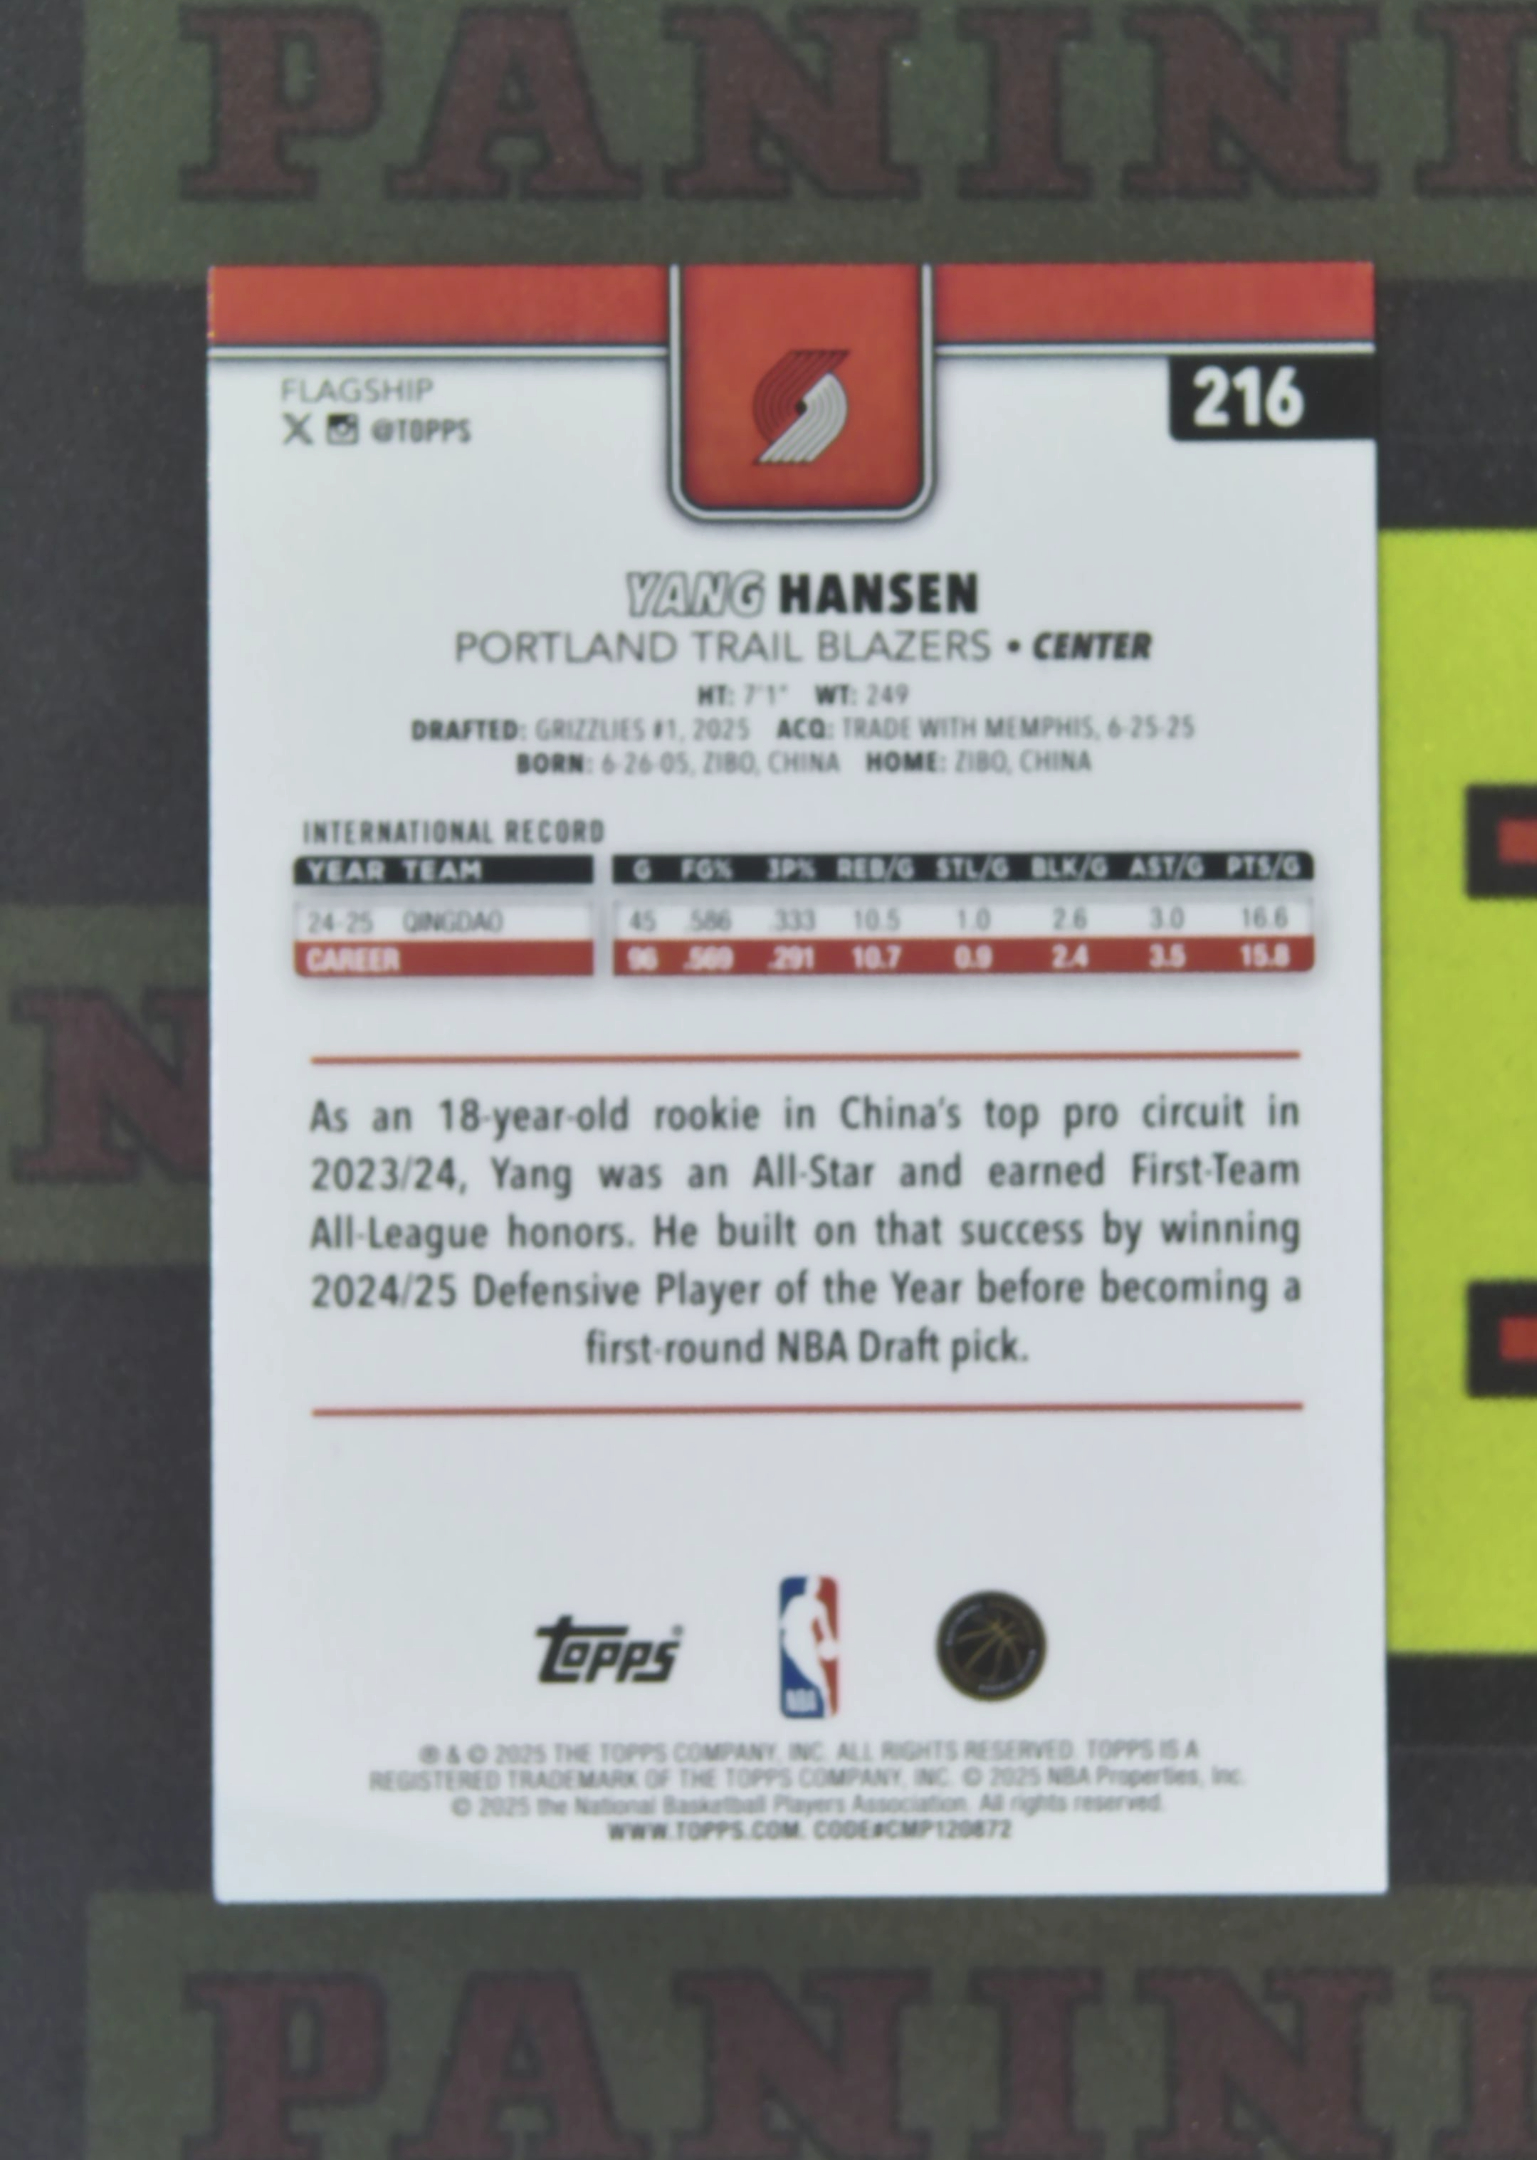 PANINI
FLAGSHIP
@TOPPS
216
YANG HANSEN
PORTLAND TRAIL BLAZERS • CENTER
HT: 7'1" WT: 249
DRAFTED: GRIZZLIES #1, 2025 ACQ: TRADE WITH MEMPHIS, 6-25-25
BORN: 6-26-05, ZIBO, CHINA HOME: ZIBO, CHINA
INTERNATIONAL RECORD
YEAR TEAM G FG% 3P% REB/G STL/G BLK/G AST/G PTS/G
24-25 QINGDAO 45 .586 .333 10.5 1.0 2.6 3.0 16.6
CAREER 96 .569 .291 10.7 0.9 2.4 3.5 15.8
N
As an 18-year-old rookie in China's top pro circuit in
2023/24, Yang was an All-Star and earned First-Team
All-League honors. He built on that success by winning
2024/25 Defensive Player of the Year before becoming a
first-round NBA Draft pick.
Topps®
NBA
® & © 2025 THE TOPPS COMPANY, INC. ALL RIGHTS RESERVED. TOPPS IS A
REGISTERED TRADEMARK OF THE TOPPS COMPANY, INC. © 2025 NBA Properties, Inc.
© 2025 the National Basketball Players Association. All rights reserved.
WWW.TOPPS.COM. CODE#CMP120872
PANINI